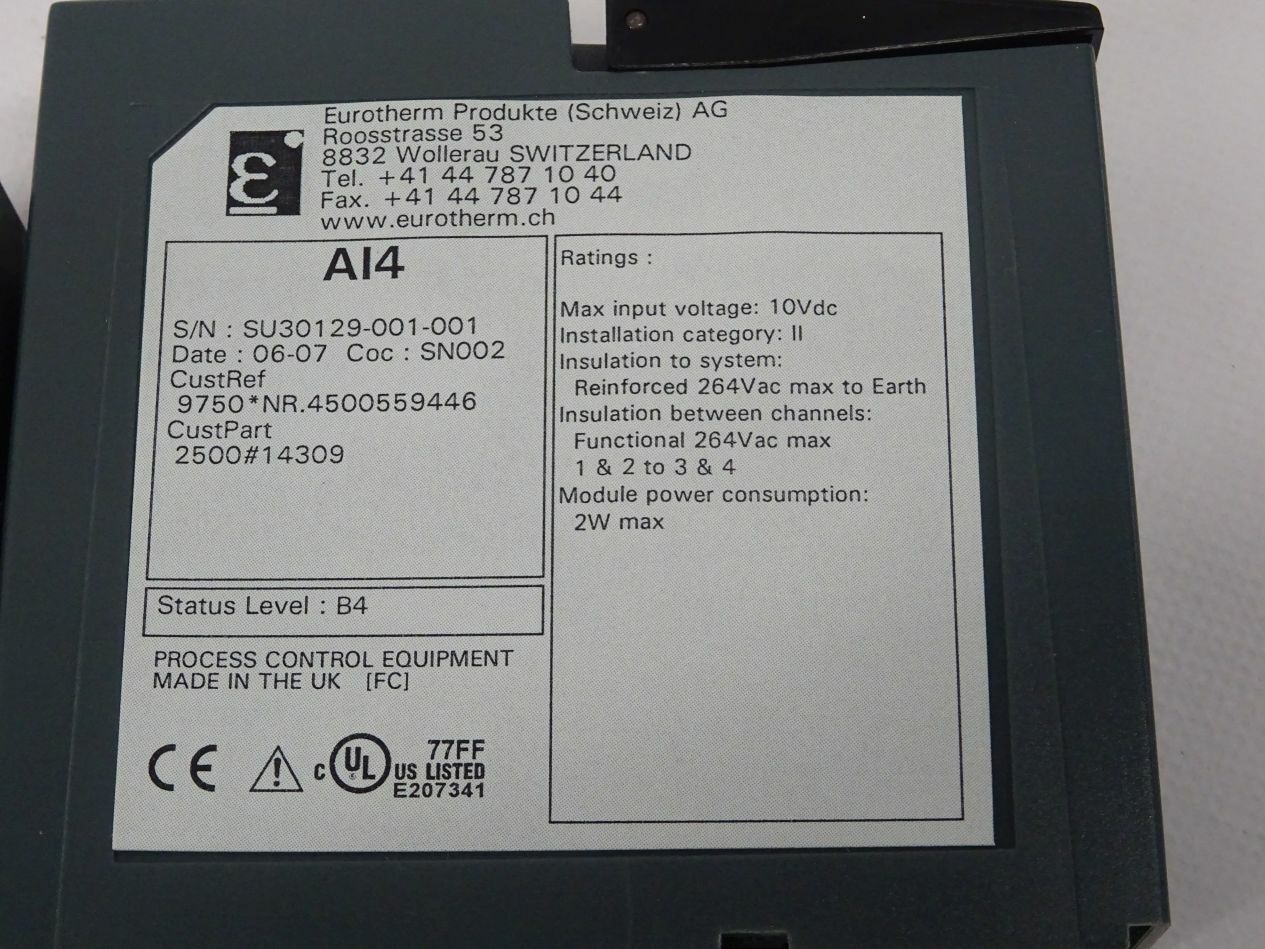 Eurotherm Produkte (Schweiz) AG
Roosstrasse 53
8832 Wollerau SWITZERLAND
Tel. +41 44 787 10 40
Fax. +41 44 787 10 44
www.eurotherm.ch
AI4
S/N : SU30129-001-001
Date : 06-07 Coc : SN002
CustRef
9750*NR.4500559446
CustPart
2500#14309
Status Level : B4
PROCESS CONTROL EQUIPMENT
MADE IN THE UK [FC]
CE
c UL US LISTED 77FF
E207341
Ratings :
Max input voltage: 10Vdc
Installation category: II
Insulation to system:
Reinforced 264Vac max to Earth
Insulation between channels:
Functional 264Vac max
1 & 2 to 3 & 4
Module power consumption:
2W max